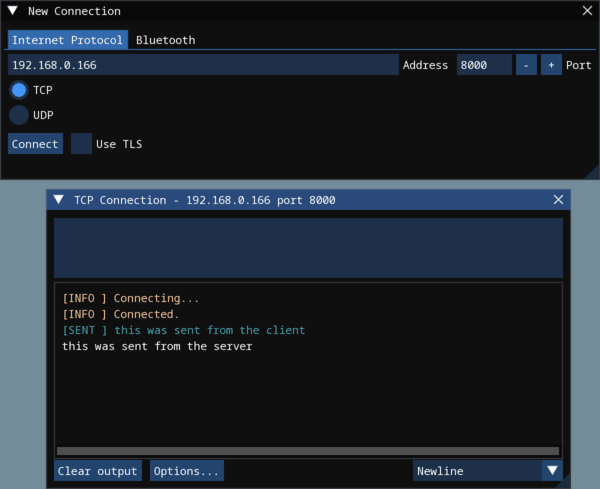 New Connection
Internet Protocol Bluetooth
192.168.0.166 Address 8000 - + Port
TCP
UDP
Connect Use TLS
TCP Connection - 192.168.0.166 port 8000
[INFO ] Connecting...
[INFO ] Connected.
[SENT ] this was sent from the client
this was sent from the server
Clear output Options... Newline